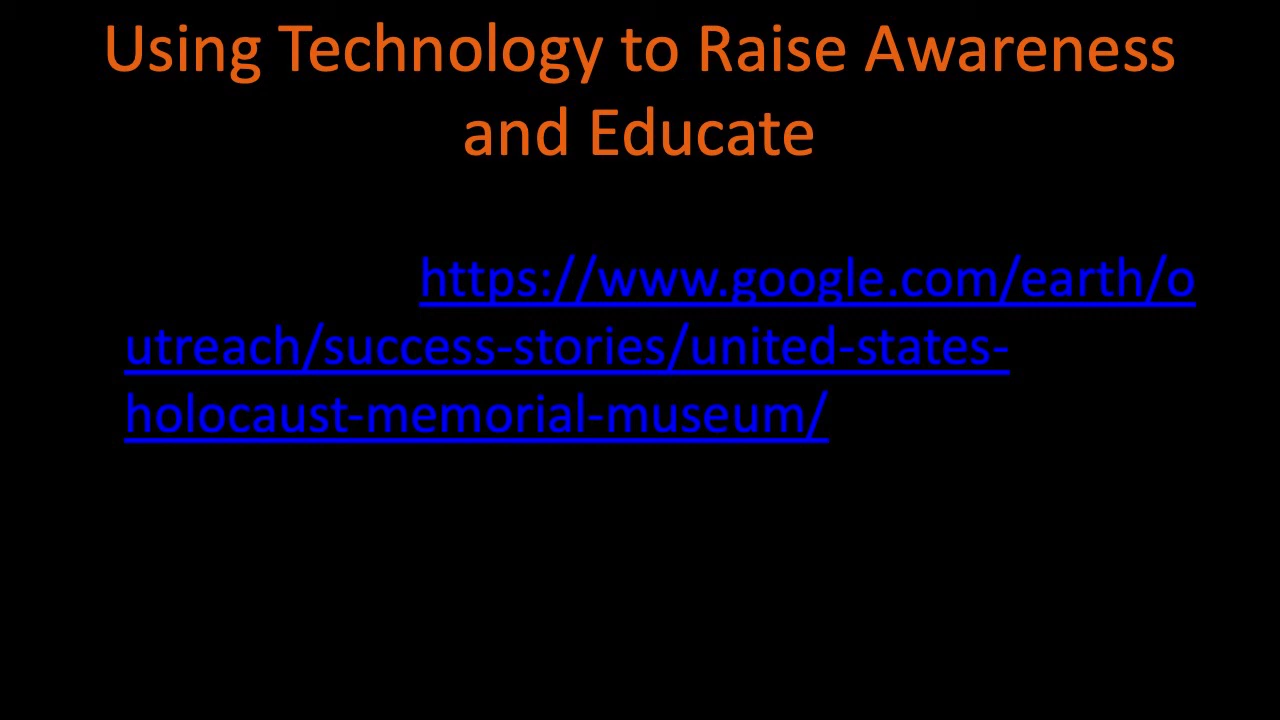 Using Technology to Raise Awareness
and Educate
https://www.google.com/earth/o
utreach/success-stories/united-states-
holocaust-memorial-museum/